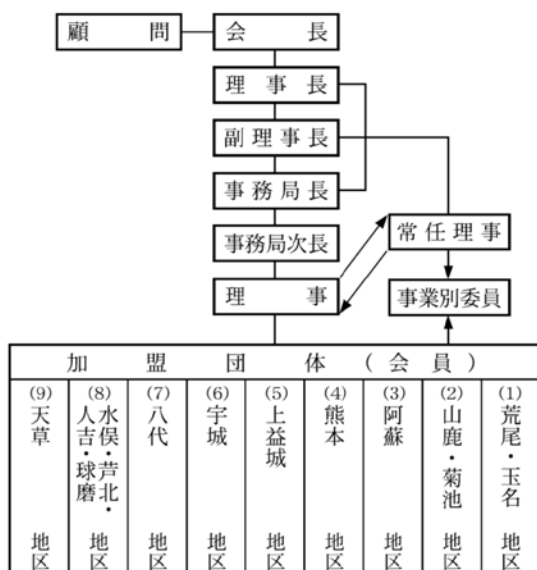 顧問
会長
理事長
副理事長
事務局長
事務局次長
常任理事
理事
事業別委員
加盟団体(会員)
(1)荒尾・玉名 地区
(2)山鹿・菊池 地区
(3)阿蘇 地区
(4)熊本 地区
(5)上益城 地区
(6)宇城 地区
(7)八代 地区
(8)水俣・芦北・
人吉・球磨 地区
(9)天草 地区